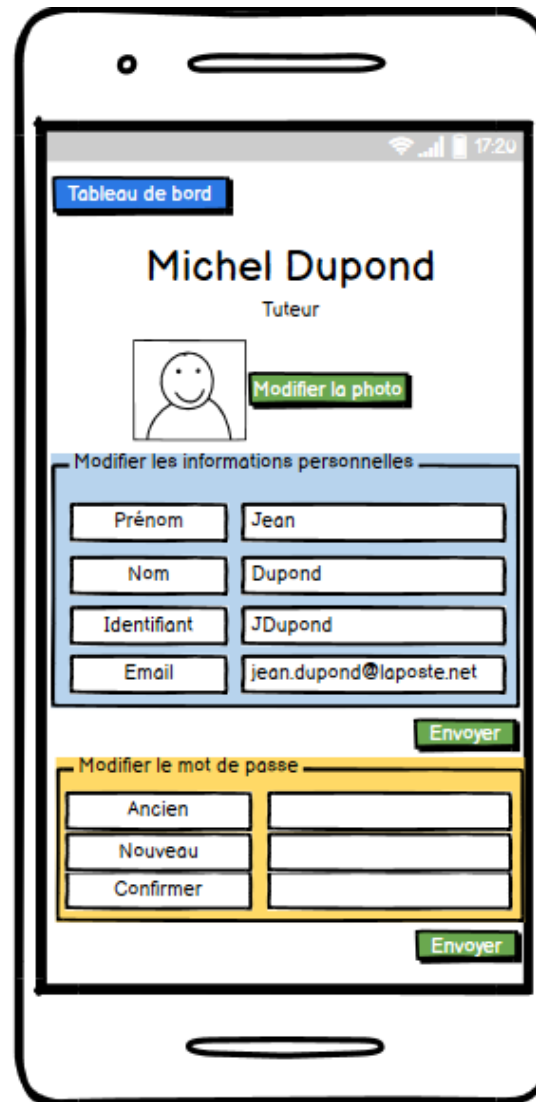 17:20
Tableau de bord
Michel Dupond
Tuteur
Modifier la photo
Modifier les informations personnelles
Prénom Jean
Nom Dupond
Identifiant JDupond
Email jean.dupond@laposte.net
Envoyer
Modifier le mot de passe
Ancien
Nouveau
Confirmer
Envoyer